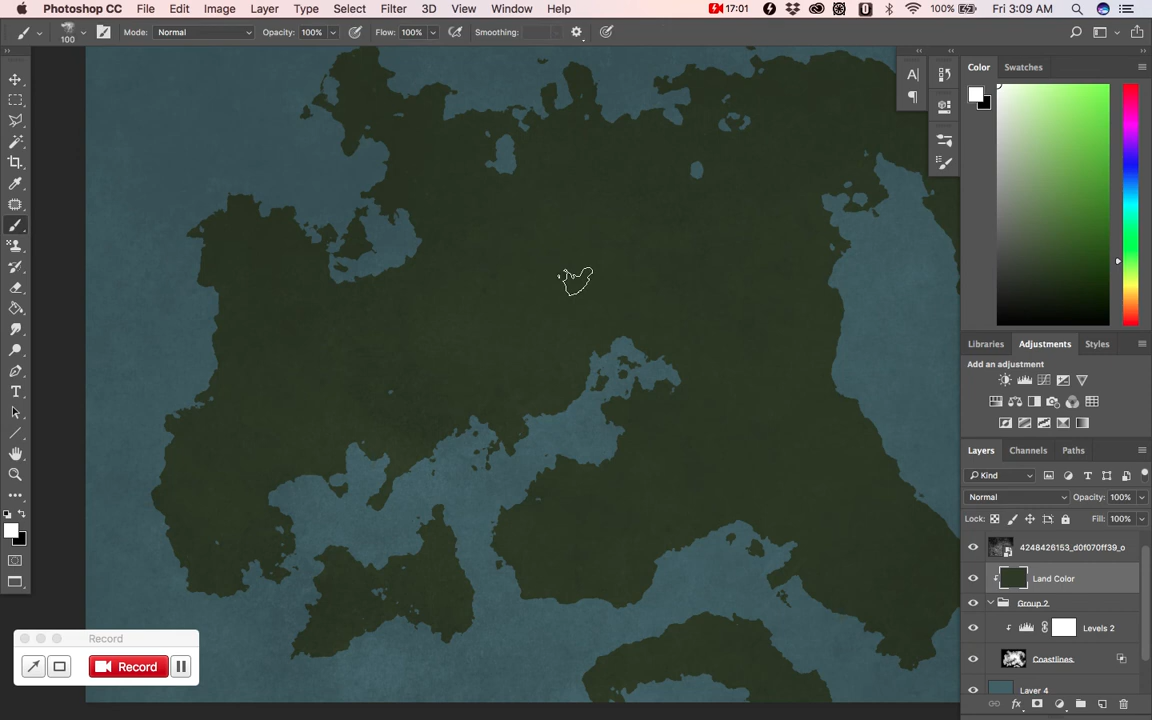 Photoshop CC File Edit Image Layer Type Select Filter 3D View Window Help 17:01 100% Fri 3:09 AM
100 Mode: Normal Opacity: 100% Flow: 100% Smoothing:
Color Swatches
Libraries Adjustments Styles
Add an adjustment
Layers Channels Paths
Kind
Normal Opacity: 100%
Lock: Fill: 100%
4248426153_d0f070ff39_o
Land Color
Group 2
Levels 2
Coastlines
Layer 4
Record
Record